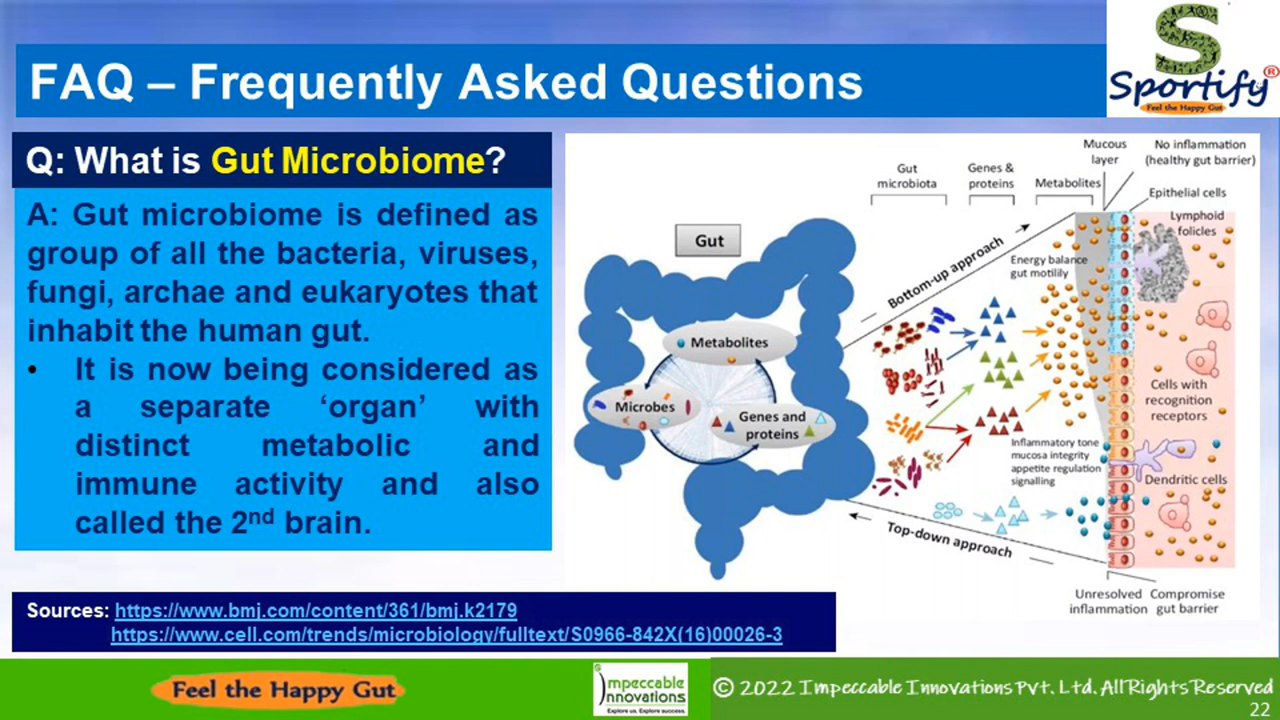 FAQ – Frequently Asked Questions
S
Sportify®
Feel the Happy Gut
Q: What is Gut Microbiome?
A: Gut microbiome is defined as
group of all the bacteria, viruses,
fungi, archae and eukaryotes that
inhabit the human gut.
• It is now being considered as
a separate ‘organ’ with
distinct metabolic and
immune activity and also
called the 2nd brain.
Gut
Metabolites
Microbes
Genes and
proteins
Gut
microbiota
Genes &
proteins
Metabolites
Mucous
layer
No inflammation
(healthy gut barrier)
Epithelial cells
Lymphoid
follicles
Bottom-up approach
Energy balance
gut motilily
Cells with
recognition
receptors
Inflammatory tone
mucosa integrity
appetite regulation
signalling
Dendritic cells
Top-down approach
Unresolved
inflammation
Compromise
gut barrier
Sources: https://www.bmj.com/content/361/bmj.k2179
https://www.cell.com/trends/microbiology/fulltext/S0966-842X(16)00026-3
Feel the Happy Gut
Impeccable
Innovations
Explore us. Explore success.
© 2022 Impeccable Innovations Pvt. Ltd. All Rights Reserved
22